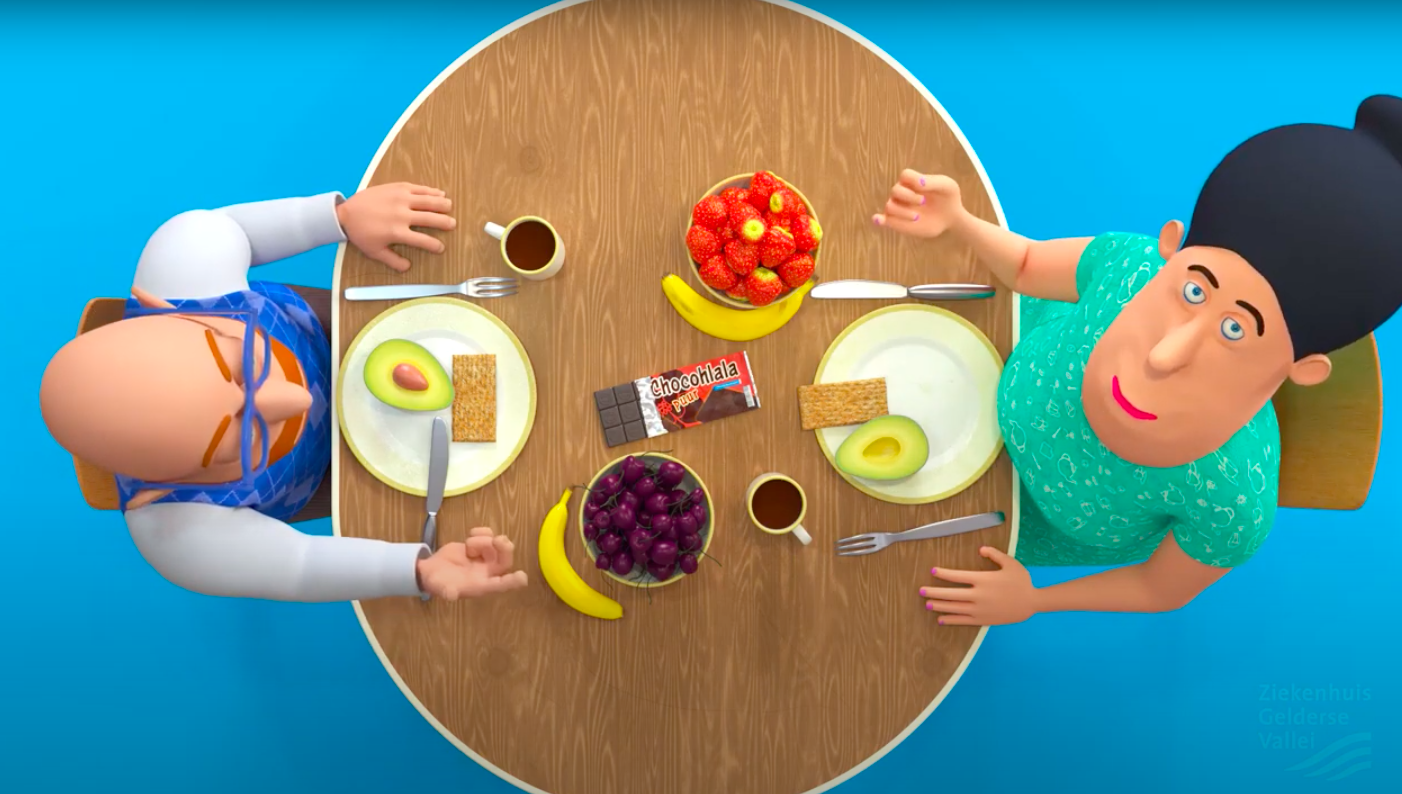 Chocohlala
puur
Ziekenhuis
Gelderse
Vallei